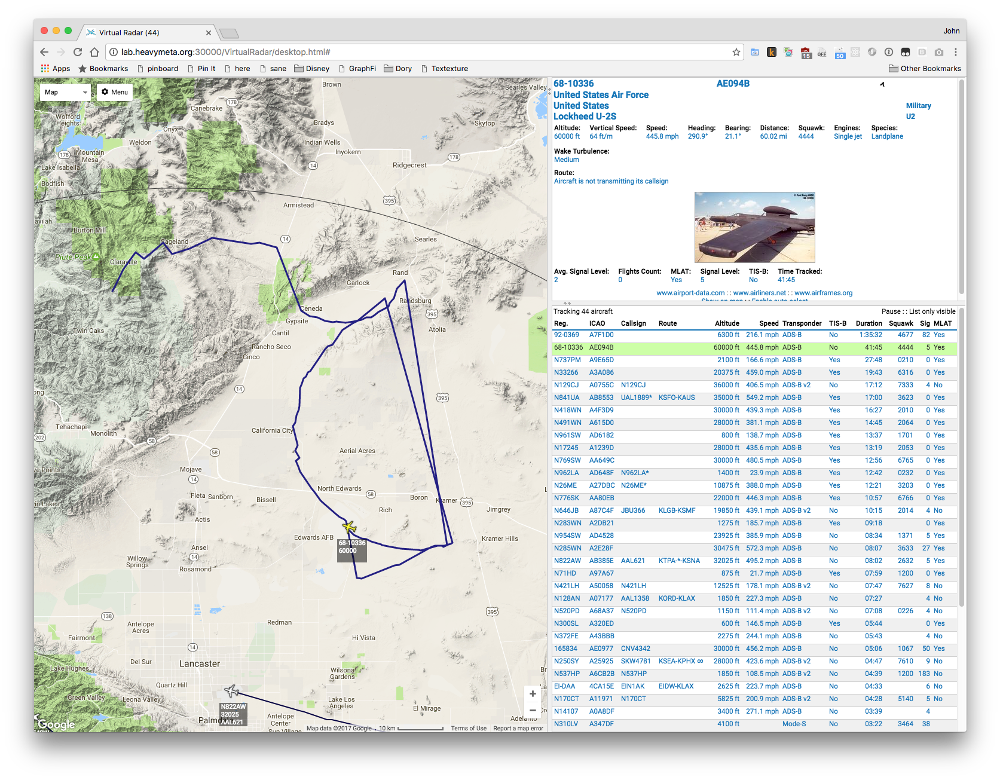 Virtual Radar (44)
John
lab.heavymeta.org:30000/VirtualRadar/desktop.html#
15
OFF
50
Apps
Bookmarks
pinboard
Pin It
here
sane
Disney
GraphFi
Dory
Textexture
Other Bookmarks
Map
Menu
Brown
Searles Valley
Canebrake
178
Wofford Heights
Onyx
Bradys
Skytop
Weldon
Indian Wells
Inyokern
Mountain Mesa
178
Lake Isabella
14
Ridgecrest
178
Bodfish
395
Armistead
avilah
Burton Mill
Sageland
14
Searles
Piute Peak
Claraville
Rand
Garlock
Randsburg
Ceneda
395
Gypsite
Atolia
Twin Oaks
Cantil
Rancho Seco
Cinco
14
ong
395
Tehachapi
Monolith
California City
202
58
Aerial Acres
58
ve Points
Mojave
14
North Edwards
58
Fleta
Sanborn
Bissell
Boron
Kramer
395
in Lakes
Rich
Jimgrey
Actis
Edwards AFB
68-10336
60000
Kramer Hills
Ansel
Willow Springs
14
Rosamond
138
395
Antelope Acres
Redman
Fairmont
Hi Vista
14
Del Sur
Lancaster
Lake Hughes
Wilsona Gardens
Quartz Hill
Green Valley
Leona Valley
Lake Los Angeles
N822AW
32025
AAL621
El Mirage
Palmd
Antelope Center
Adelanto
Sun Village
Google
Map data ©2017 Google
10 km
Terms of Use
Report a map error
68-10336 AE094B
United States Air Force
United States Military
Lockheed U-2S U2
Altitude: Vertical Speed: Speed: Heading: Bearing: Distance: Squawk: Engines: Species:
60000 ft 64 ft/m 445.8 mph 290.9° 21.1° 60.02 mi 4444 Single jet Landplane
Wake Turbulence:
Medium
Route:
Aircraft is not transmitting its callsign
Avg. Signal Level: Flights Count: MLAT: Signal Level: TIS-B: Time Tracked:
2 0 Yes 5 No 41:45
www.airport-data.com : : www.airliners.net : : www.airframes.org
Show on map : : Enable auto-select
Tracking 44 aircraft Pause : : List only visible
Reg. ICAO Callsign Route Altitude Speed Transponder TIS-B Duration Squawk Sig MLAT
92-0369 A7F1D0 6300 ft 216.1 mph ADS-B No 1:35:32 4677 82 Yes
68-10336 AE094B 60000 ft 445.8 mph ADS-B No 41:45 4444 5 Yes
N737PM A9E65D 2100 ft 166.6 mph ADS-B Yes 27:48 0210 0 Yes
N33266 A3A086 20375 ft 459.0 mph ADS-B Yes 19:43 6316 0 Yes
N129CJ A0755C N129CJ 36000 ft 406.5 mph ADS-B v2 No 17:12 7333 4 No
N841UA AB8553 UAL1889* KSFO-KAUS 35000 ft 549.2 mph ADS-B Yes 17:00 3623 0 Yes
N418WN A4F3D9 30000 ft 439.3 mph ADS-B Yes 16:27 2010 0 Yes
N491WN A615D0 28000 ft 381.1 mph ADS-B Yes 14:45 2064 0 Yes
N961SW AD6182 800 ft 138.7 mph ADS-B Yes 13:37 1701 0 Yes
N17245 A1239D 28000 ft 435.6 mph ADS-B Yes 13:19 2053 0 Yes
N769SW AA649C 30000 ft 480.5 mph ADS-B Yes 12:56 6765 0 Yes
N962LA AD648F N962LA* 1400 ft 23.9 mph ADS-B Yes 12:42 0232 0 Yes
N26ME A27DBC N26ME* 10875 ft 388.0 mph ADS-B Yes 12:21 3203 0 Yes
N776SK AA80EB 22000 ft 446.3 mph ADS-B Yes 10:57 6766 0 Yes
N646JB A87C4F JBU366 KLGB-KSMF 19850 ft 439.1 mph ADS-B v2 No 10:15 2014 4 No
N283WN A2DB21 1275 ft 185.7 mph ADS-B Yes 09:18 0 Yes
N954SW AD4528 23925 ft 385.9 mph ADS-B No 08:34 1371 5 Yes
N285WN A2E28F 30475 ft 572.3 mph ADS-B No 08:07 3633 27 Yes
N822AW AB385E AAL621 KTPA-*-KSNA 32025 ft 495.2 mph ADS-B No 08:02 2632 5 Yes
N71HD A97A67 875 ft 21.7 mph ADS-B Yes 07:59 1200 0 Yes
N421LH A50058 N421LH 12525 ft 178.1 mph ADS-B v2 No 07:47 7627 8 No
N128AN A07177 AAL1358 KORD-KLAX 1850 ft 227.3 mph ADS-B No 07:27 4 No
N520PD A68A37 N520PD 1150 ft 111.4 mph ADS-B v2 No 07:08 0226 4 No
N300SL A320ED 600 ft 146.5 mph ADS-B Yes 05:44 0 Yes
N372FE A43BBB 2275 ft 244.1 mph ADS-B No 05:43 4 No
165834 AE0977 CNV4342 30000 ft 456.2 mph ADS-B No 05:06 1067 50 Yes
N250SY A25925 SKW4781 KSEA-KPHX ∞ 28000 ft 423.6 mph ADS-B v2 No 04:47 7610 9 No
N537HP A6CB2B N537HP 1850 ft 108.5 mph ADS-B v2 No 04:39 1200 183 No
EI-DAA 4CA15E EIN1AK EIDW-KLAX 2625 ft 223.7 mph ADS-B No 04:33 6 No
N170CT A11971 N170CT 5825 ft 200.9 mph ADS-B v2 No 04:28 5140 5 No
N14107 A0A8DF 3400 ft 271.1 mph ADS-B No 03:39 4
N310LV A347DF 4100 ft Mode-S No 03:22 3464 38